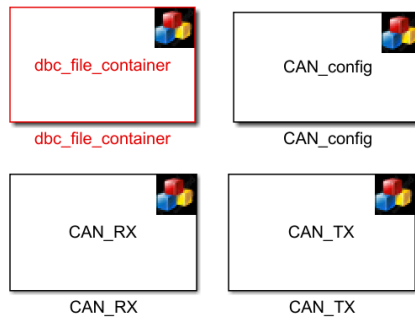 dbc_file_container
CAN_config
dbc_file_container
CAN_config
CAN_RX
CAN_TX
CAN_RX
CAN_TX